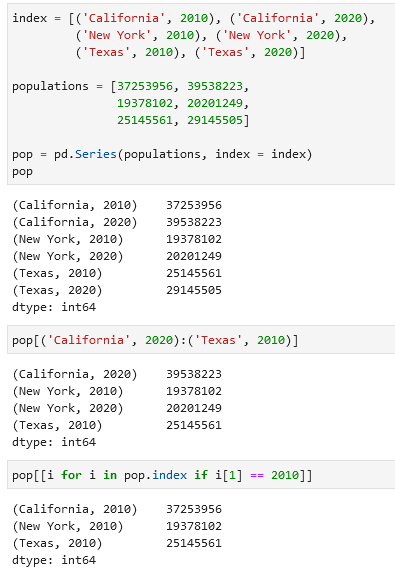 index = [('California', 2010), ('California', 2020),
         ('New York', 2010), ('New York', 2020),
         ('Texas', 2010), ('Texas', 2020)]
populations = [37253956, 39538223,
               19378102, 20201249,
               25145561, 29145505]
pop = pd.Series(populations, index = index)
pop
(California, 2010)    37253956
(California, 2020)    39538223
(New York, 2010)      19378102
(New York, 2020)      20201249
(Texas, 2010)         25145561
(Texas, 2020)         29145505
dtype: int64
pop[('California', 2020):('Texas', 2010)]
(California, 2020)    39538223
(New York, 2010)      19378102
(New York, 2020)      20201249
(Texas, 2010)         25145561
dtype: int64
pop[[i for i in pop.index if i[1] == 2010]]
(California, 2010)    37253956
(New York, 2010)      19378102
(Texas, 2010)         25145561
dtype: int64